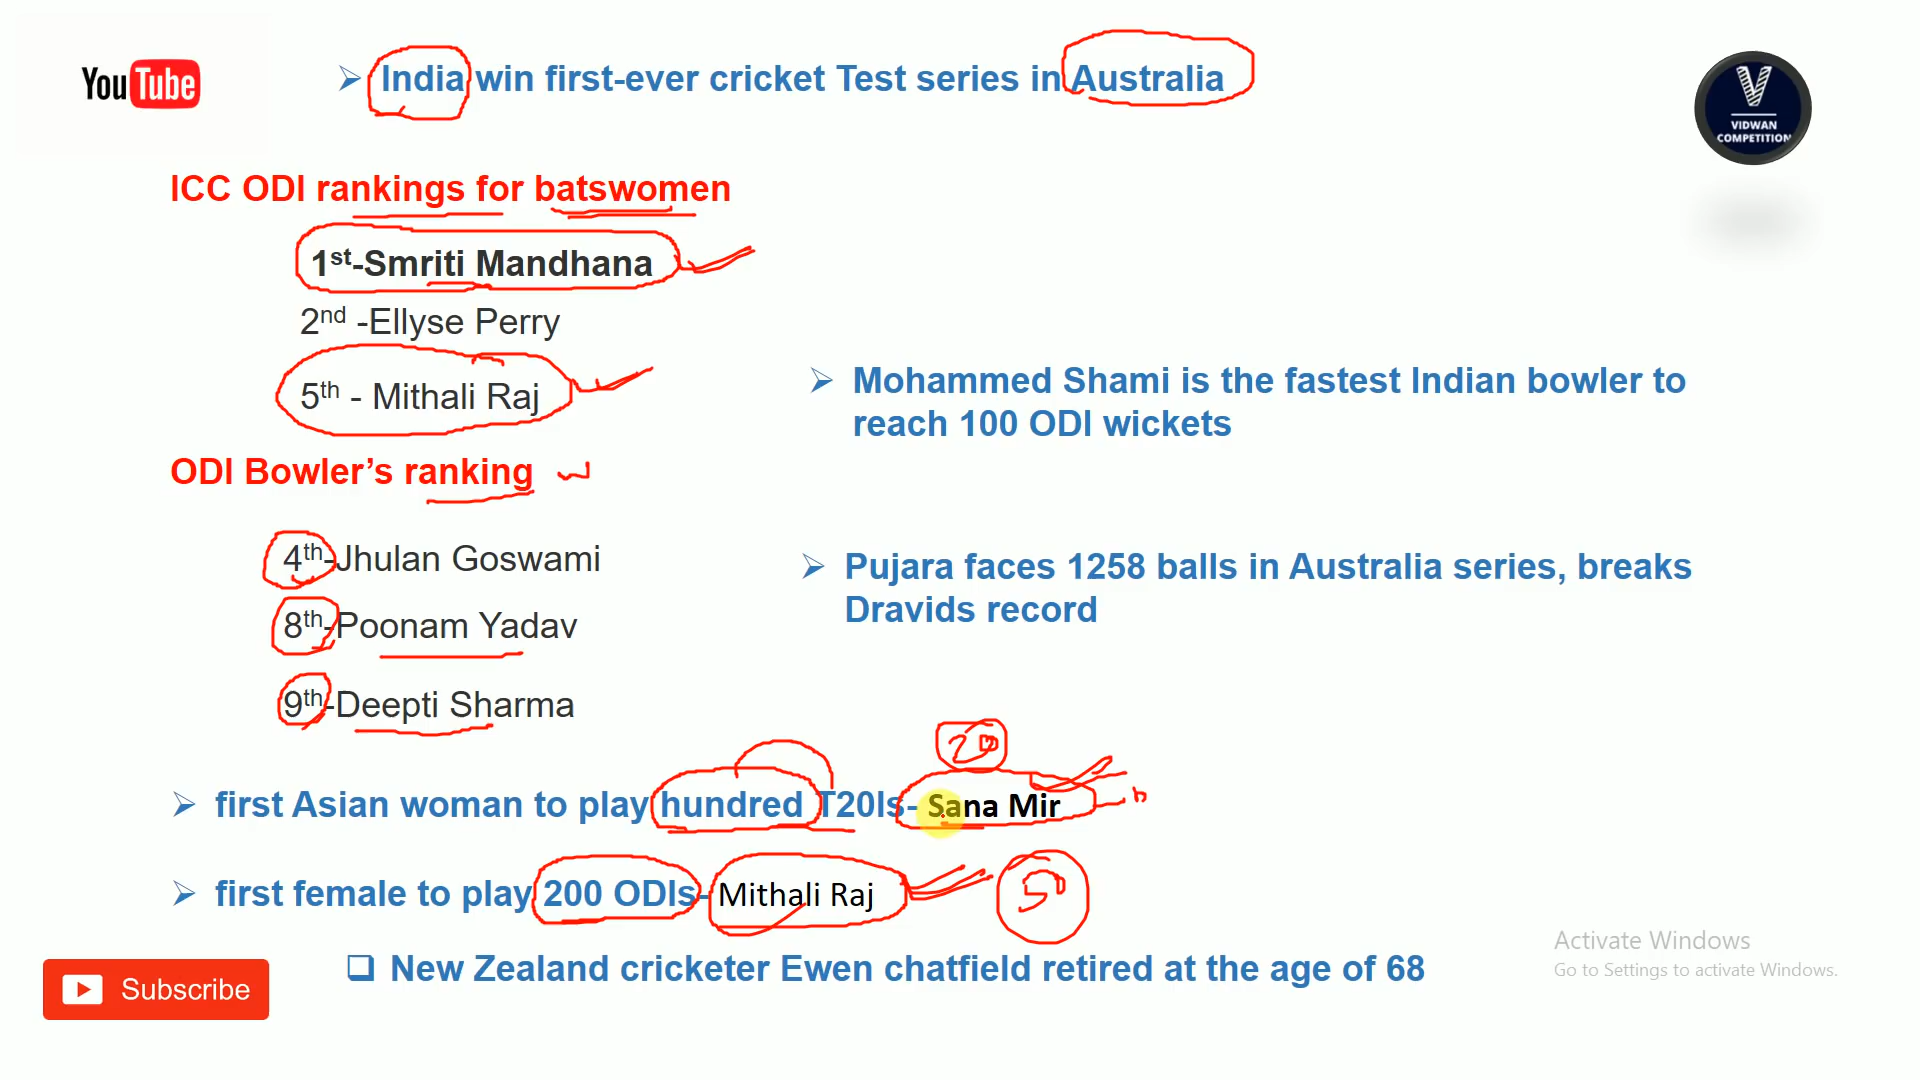 YouTube
➢ India win first-ever cricket Test series in Australia
VIDWAN
COMPETITION
ICC ODI rankings for batswomen
1st-Smriti Mandhana
2nd -Ellyse Perry
5th - Mithali Raj
➢ Mohammed Shami is the fastest Indian bowler to
reach 100 ODI wickets
ODI Bowler’s ranking
4th-Jhulan Goswami
8th-Poonam Yadav
9th-Deepti Sharma
➢ Pujara faces 1258 balls in Australia series, breaks
Dravids record
➢ first Asian woman to play hundred T20Is- Sana Mir
➢ first female to play 200 ODIs- Mithali Raj
❑ New Zealand cricketer Ewen chatfield retired at the age of 68
Subscribe
Activate Windows
Go to Settings to activate Windows.